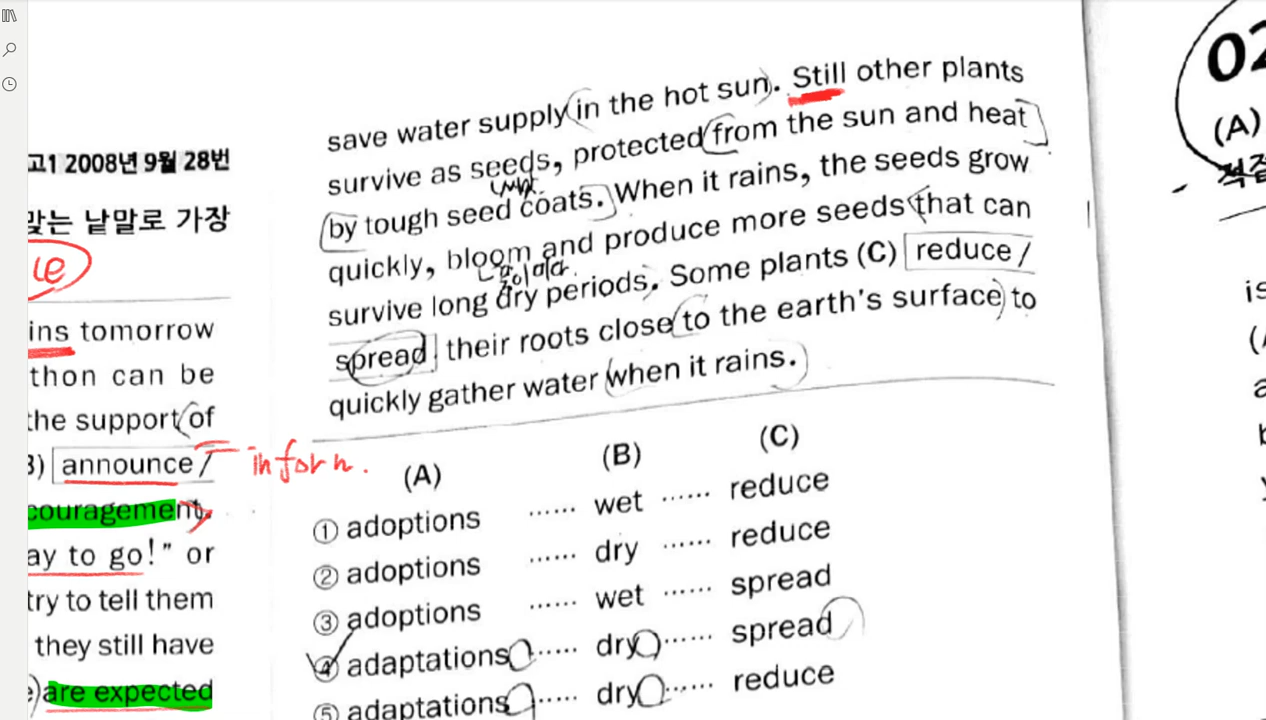 고1 2008년 9월 28번
맞는 낱말로 가장
ins tomorrow
thon can be
the support of
announce /
inform.
couragement,
ay to go!" or
try to tell them
they still have
are expected
save water supply in the hot sun. Still other plants
survive as seeds, protected from the sun and heat
by tough seed coats. When it rains, the seeds grow
quickly, bloom and produce more seeds that can
survive long dry periods. Some plants (C) reduce /
spread their roots close to the earth's surface to
quickly gather water when it rains.
(A) (B) (C)
① adoptions ...... wet ...... reduce
② adoptions ...... dry ...... reduce
③ adoptions ...... wet ...... spread
④ adaptations ...... dry ...... spread
⑤ adaptations ...... dry ...... reduce
02
(A)